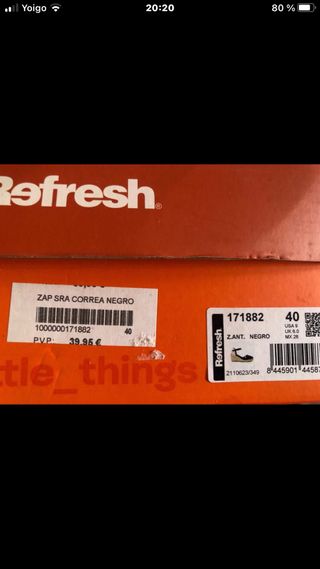 Yoigo
20:20
80 %
Refresh®
ZAP SRA CORREA NEGRO
1000000171882 40
PVP: 39,95 €
ttle_things
171882 40
USA 9
UK 6.0
MX 26
Z.ANT. NEGRO
Refresh
2110623/349
8 445901 44587